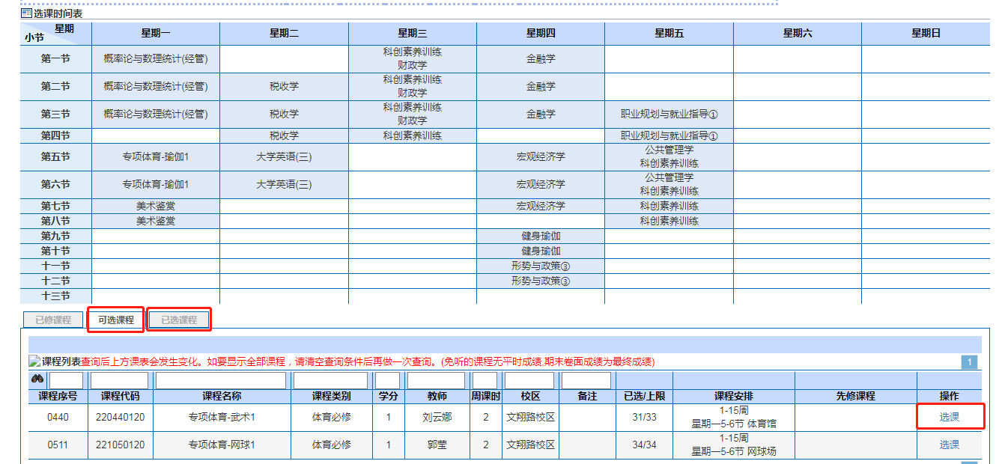 选课时间表
星期
小节
星期一 星期二 星期三 星期四 星期五 星期六 星期日
第一节 概率论与数理统计(经管) 科创素养训练 财政学 金融学
第二节 概率论与数理统计(经管) 税收学 科创素养训练 财政学 金融学
第三节 概率论与数理统计(经管) 税收学 科创素养训练 财政学 金融学 职业规划与就业指导①
第四节 税收学 科创素养训练 职业规划与就业指导①
第五节 专项体育-瑜伽1 大学英语(三) 宏观经济学 公共管理学 科创素养训练
第六节 专项体育-瑜伽1 大学英语(三) 宏观经济学 公共管理学 科创素养训练
第七节 美术鉴赏 宏观经济学 科创素养训练
第八节 美术鉴赏 科创素养训练
第九节 健身瑜伽
第十节 健身瑜伽
十一节 形势与政策③
十二节 形势与政策③
十三节
已修课程 可选课程 已选课程
课程列表查询后上方课表会发生变化。如要显示全部课程，请清空查询条件后再做一次查询。(免听的课程无平时成绩,期末卷面成绩为最终成绩) 1
课程序号 课程代码 课程名称 课程类别 学分 教师 周课时 校区 备注 已选/上限 课程安排 先修课程 操作
0440 220440120 专项体育-武术1 体育必修 1 刘云娜 2 文翔路校区 31/33 1-15周 星期一5-6节 体育馆 选课
0511 221050120 专项体育-网球1 体育必修 1 郭莹 2 文翔路校区 34/34 1-15周 星期一5-6节 网球场 选课